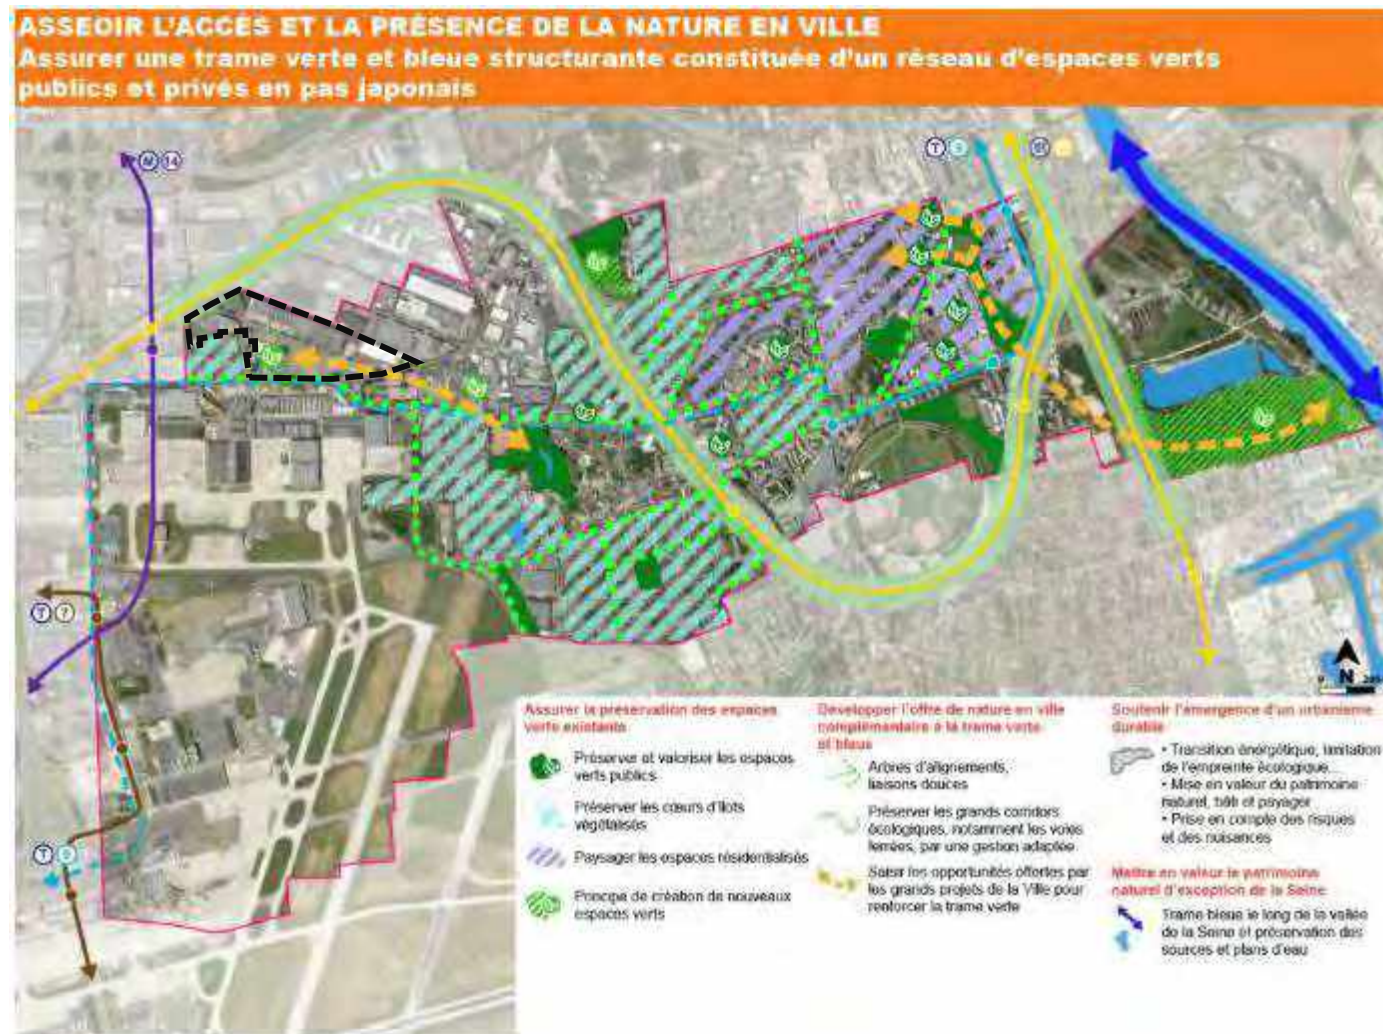 ASSEOIR L'ACCÈS ET LA PRÉSENCE DE LA NATURE EN VILLE
Assurer une trame verte et bleue structurante constituée d'un réseau d'espaces verts
publics et privés en pas japonais
M 14
T 9
T 7
T 9
N
Assurer la préservation des espaces
verts existants
Préserver et valoriser les espaces
verts publics
Préserver les cœurs d'îlots
végétalisés
Paysager les espaces résidentialisés
Principe de création de nouveaux
espaces verts
Développer l'offre de nature en ville
complémentaire à la trame verte
et bleue
Arbres d'alignements,
liaisons douces
Préserver les grands corridors
écologiques, notamment les voies
ferrées, par une gestion adaptée
Saisir les opportunités offertes par
les grands projets de la Ville pour
renforcer la trame verte
Soutenir l'émergence d'un urbanisme
durable
• Transition énergétique, limitation
de l'empreinte écologique...
• Mise en valeur du patrimoine
naturel, bâti et paysager
• Prise en compte des risques
et des nuisances
Mettre en valeur le patrimoine
naturel d'exception de la Seine
Trame bleue le long de la vallée
de la Seine et préservation des
sources et plans d'eau